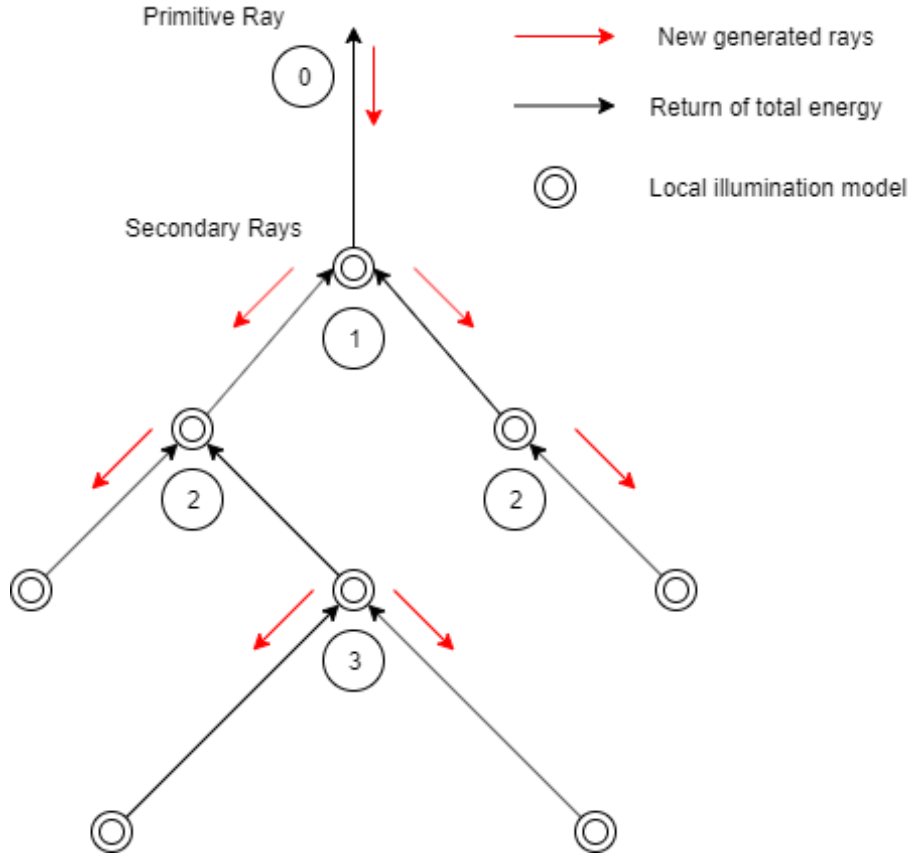 Primitive Ray
0
New generated rays
Return of total energy
Local illumination model
Secondary Rays
1
2
2
3